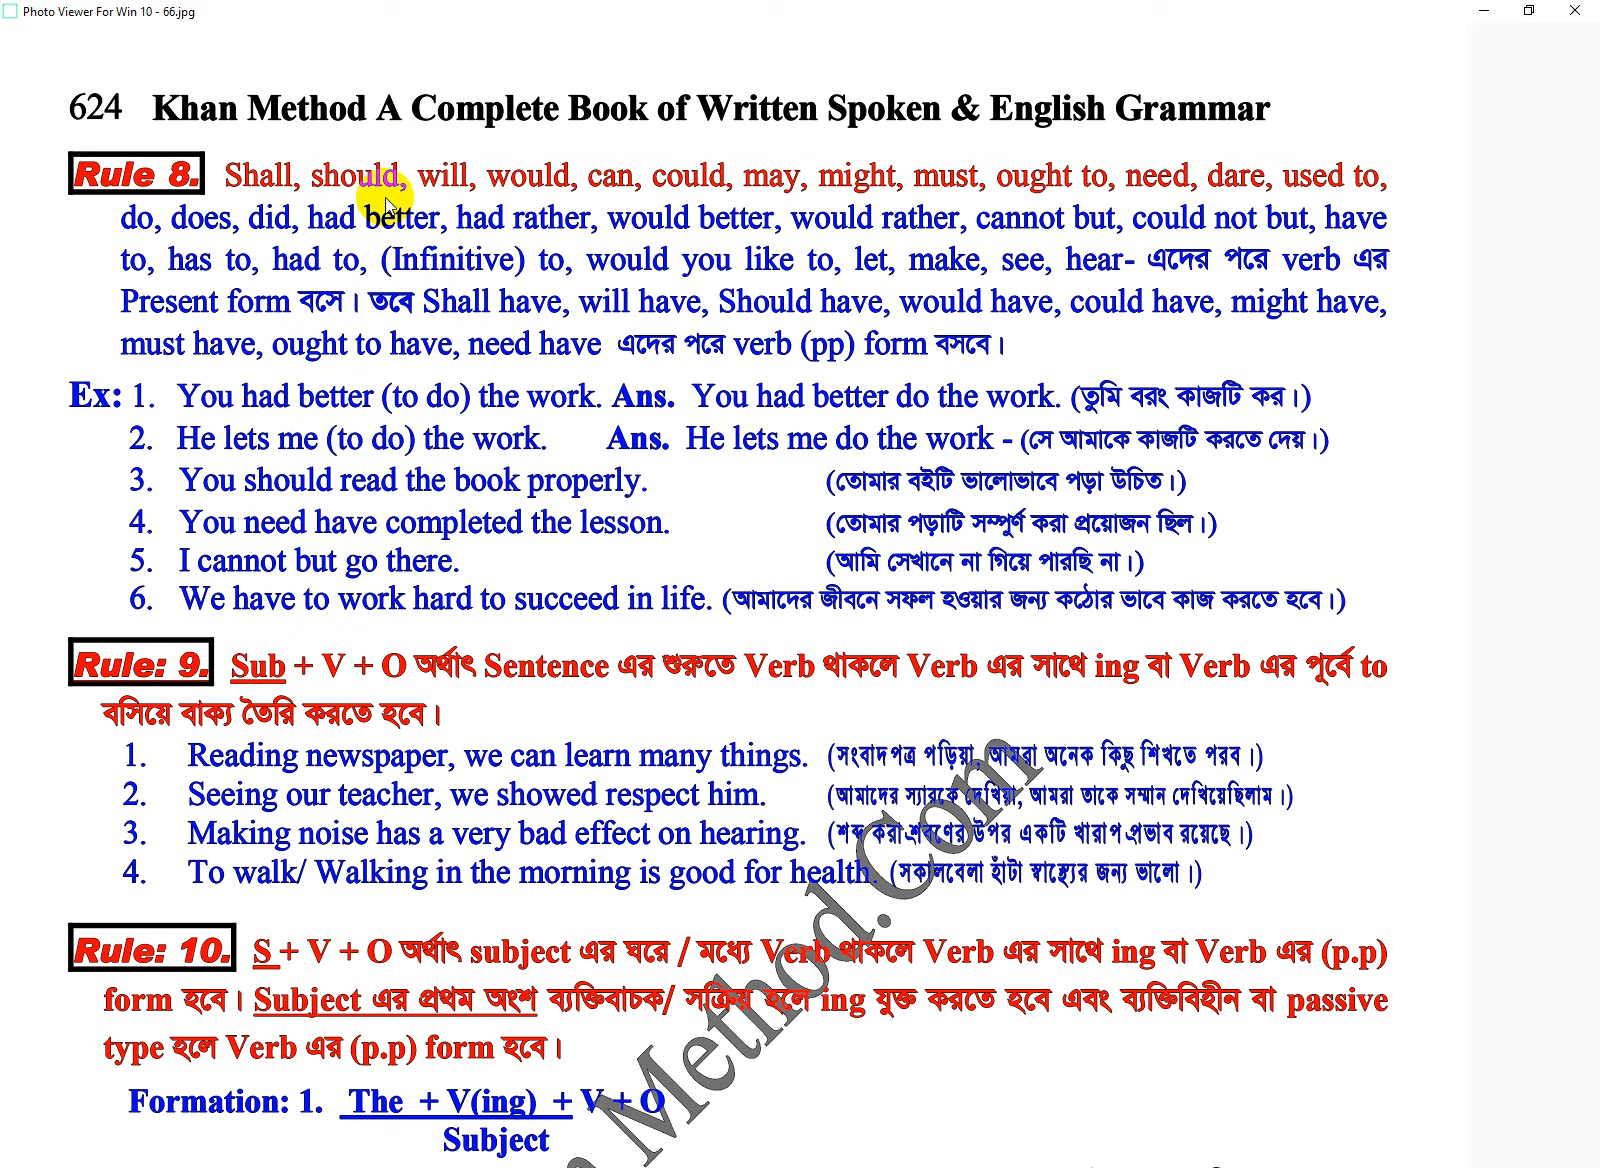 Photo Viewer For Win 10 - 66.jpg
624 Khan Method A Complete Book of Written Spoken & English Grammar
Rule 8. Shall, should, will, would, can, could, may, might, must, ought to, need, dare, used to,
do, does, did, had better, had rather, would better, would rather, cannot but, could not but, have
to, has to, had to, (Infinitive) to, would you like to, let, make, see, hear- এদের পরে verb এর
Present form বসে। তবে Shall have, will have, Should have, would have, could have, might have,
must have, ought to have, need have এদের পরে verb (pp) form বসবে।
Ex: 1. You had better (to do) the work. Ans. You had better do the work. (তুমি বরং কাজটি কর।)
2. He lets me (to do) the work. Ans. He lets me do the work - (সে আমাকে কাজটি করতে দেয়।)
3. You should read the book properly. (তোমার বইটি ভালোভাবে পড়া উচিত।)
4. You need have completed the lesson. (তোমার পড়াটি সম্পুর্ণ করা প্রয়োজন ছিল।)
5. I cannot but go there. (আমি সেখানে না গিয়ে পারছি না।)
6. We have to work hard to succeed in life. (আমাদের জীবনে সফল হওয়ার জন্য কঠোর ভাবে কাজ করতে হবে।)
Rule: 9. Sub + V + O অর্থাৎ Sentence এর শুরুতে Verb থাকলে Verb এর সাথে ing বা Verb এর পূর্বে to
বসিয়ে বাক্য তৈরি করতে হবে।
1. Reading newspaper, we can learn many things. (সংবাদপত্র পড়িয়া, আমরা অনেক কিছু শিখতে পরব।)
2. Seeing our teacher, we showed respect him. (আমাদের স্যারকে দেখিয়া, আমরা তাকে সম্মান দেখিয়েছিলাম।)
3. Making noise has a very bad effect on hearing. (শব্দ করা শ্রবণের উপর একটি খারাপ প্রভাব রয়েছে।)
4. To walk/ Walking in the morning is good for health. (সকালবেলা হাঁটা স্বাস্থ্যের জন্য ভালো।)
Rule: 10. S + V + O অর্থাৎ subject এর ঘরে / মধ্যে Verb থাকলে Verb এর সাথে ing বা Verb এর (p.p)
form হবে। Subject এর প্রথম অংশ ব্যক্তিবাচক/ সক্রিয় হলে ing যুক্ত করতে হবে এবং ব্যক্তিবিহীন বা passive
type হলে Verb এর (p.p) form হবে।
Formation: 1. The + V(ing) + V + O
Subject
Method.Com